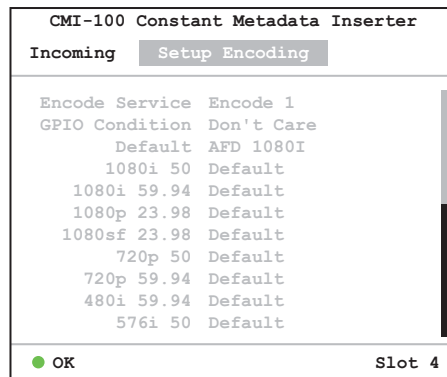 CMI-100 Constant Metadata Inserter
Incoming Setup Encoding
Encode Service Encode 1
GPIO Condition Don't Care
Default AFD 1080I
1080i 50 Default
1080i 59.94 Default
1080p 23.98 Default
1080sf 23.98 Default
720p 50 Default
720p 59.94 Default
480i 59.94 Default
576i 50 Default
OK Slot 4